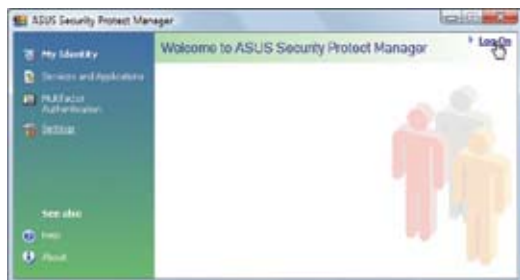 ASUS Security Protect Manager
My Identity
Services and Applications
Multifactor
Authentication
Settings
See also
Help
About
Welcome to ASUS Security Protect Manager
Log On